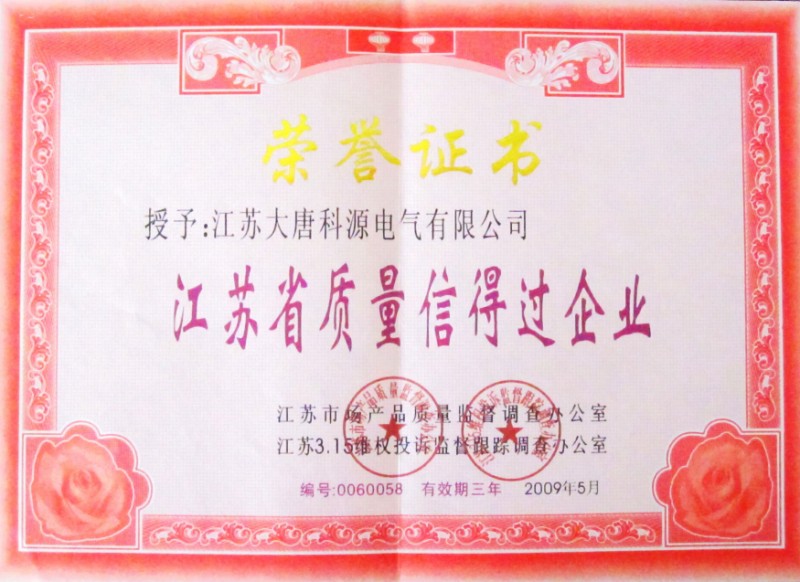 荣誉证书
授予:江苏大唐科源电气有限公司
江苏省质量信得过企业
江苏市场产品质量监督调查办公室
江苏3.15维权投诉监督跟踪调查办公室
编号:0060058 有效期三年 2009年5月